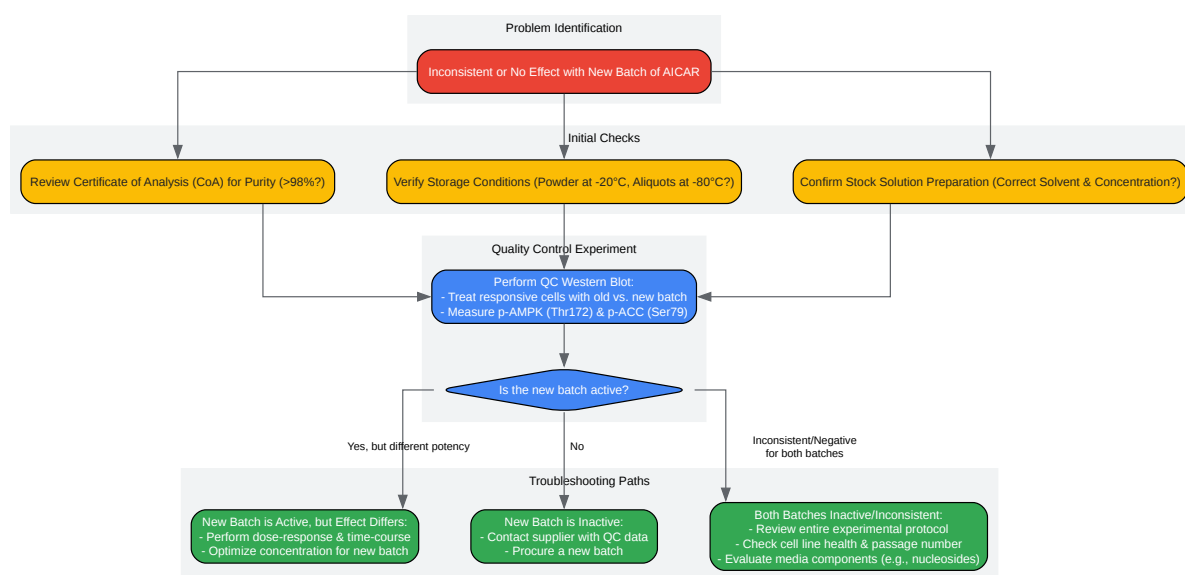 Problem Identification
Inconsistent or No Effect with New Batch of AICAR
Initial Checks
Review Certificate of Analysis (CoA) for Purity (>98%?)
Verify Storage Conditions (Powder at -20°C, Aliquots at -80°C?)
Confirm Stock Solution Preparation (Correct Solvent & Concentration?)
Quality Control Experiment
Perform QC Western Blot:
- Treat responsive cells with old vs. new batch
- Measure p-AMPK (Thr172) & p-ACC (Ser79)
Is the new batch active?
Yes, but different potency
No
Inconsistent/Negative
for both batches
Troubleshooting Paths
New Batch is Active, but Effect Differs:
- Perform dose-response & time-course
- Optimize concentration for new batch
New Batch is Inactive:
- Contact supplier with QC data
- Procure a new batch
Both Batches Inactive/Inconsistent:
- Review entire experimental protocol
- Check cell line health & passage number
- Evaluate media components (e.g., nucleosides)